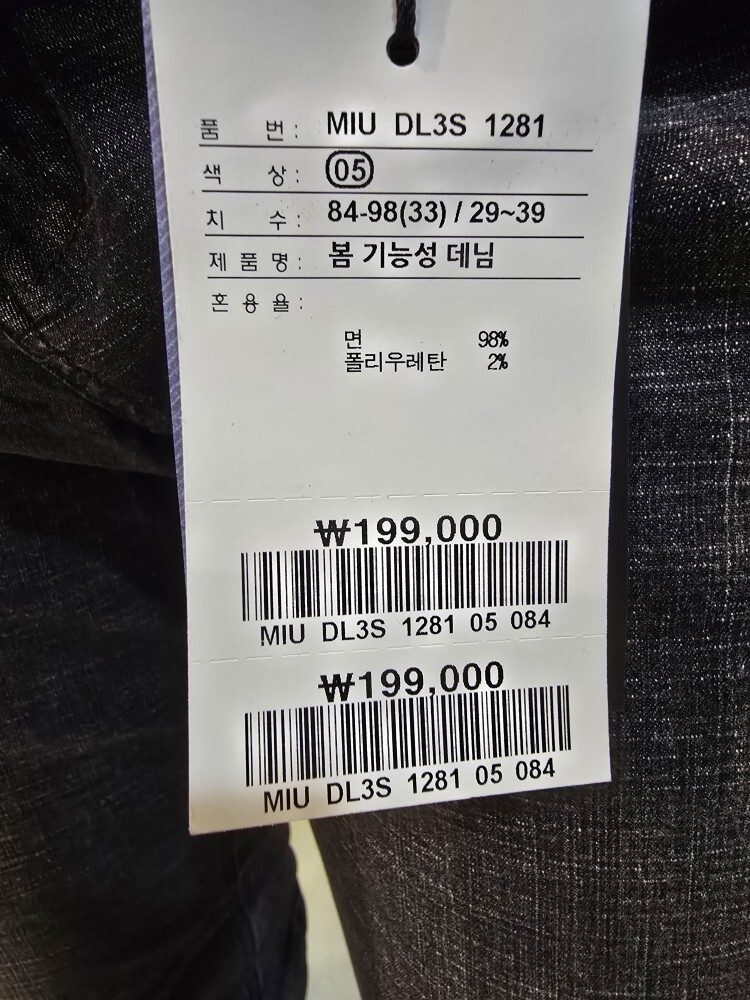 품 번 : MIU DL3S 1281
색 상 : 05
치 수 : 84-98(33) / 29~39
제 품 명 : 봄 기능성 데님
혼 용 율 :
면 98%
폴리우레탄 2%
₩199,000
MIU DL3S 1281 05 084
₩199,000
MIU DL3S 1281 05 084